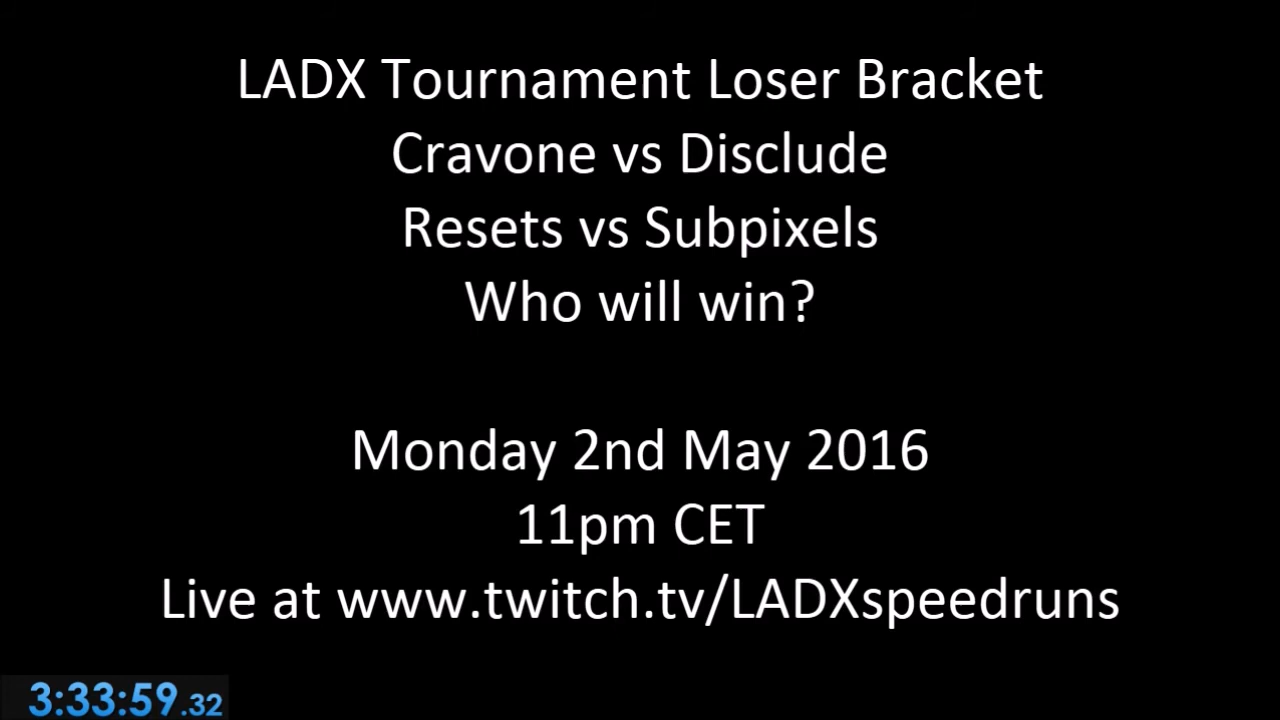 LADX Tournament Loser Bracket
Cravone vs Disclude
Resets vs Subpixels
Who will win?
Monday 2nd May 2016
11pm CET
Live at www.twitch.tv/LADXspeedruns
3:33:59.32